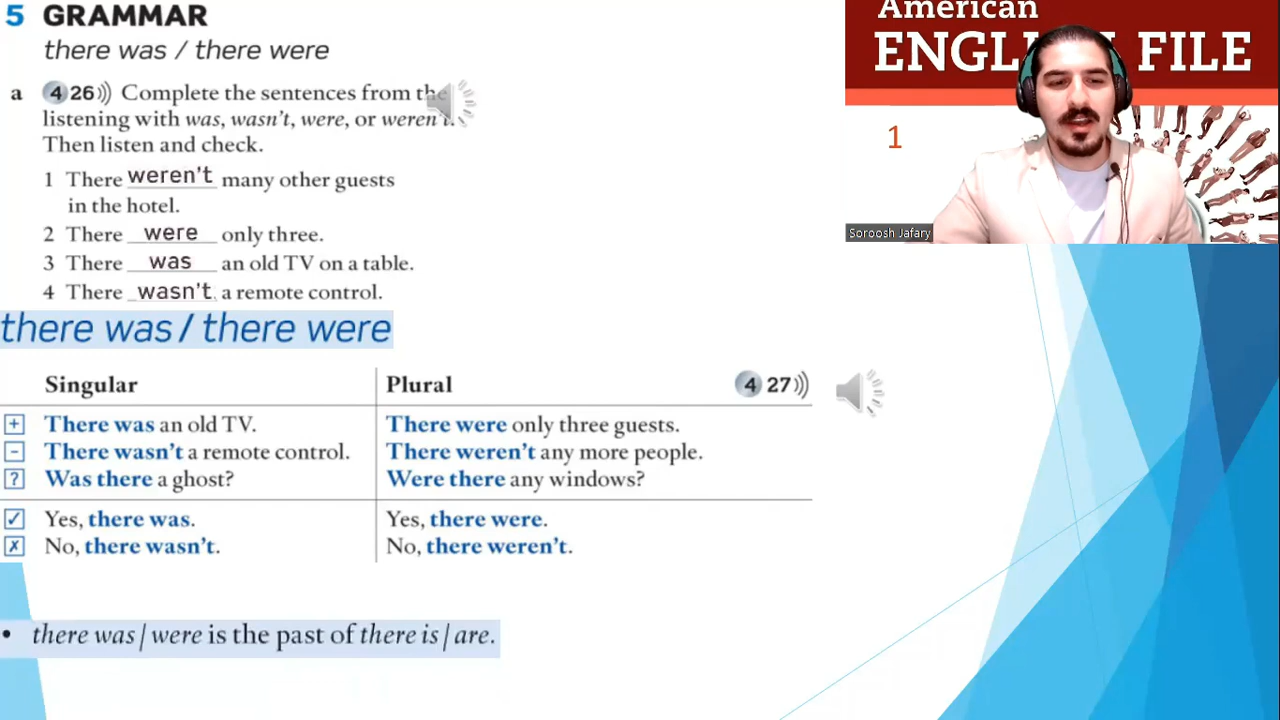 5 GRAMMAR
there was / there were
a 4 26 Complete the sentences from the
listening with was, wasn't, were, or weren't.
Then listen and check.
1 There weren't many other guests
in the hotel.
2 There were only three.
3 There was an old TV on a table.
4 There wasn't a remote control.
there was / there were
Singular Plural 4 27
+ There was an old TV. There were only three guests.
- There wasn't a remote control. There weren't any more people.
? Was there a ghost? Were there any windows?
✓ Yes, there was. Yes, there were.
✗ No, there wasn't. No, there weren't.
• there was / were is the past of there is / are.
American
FILE
1
Soroosh Jafary